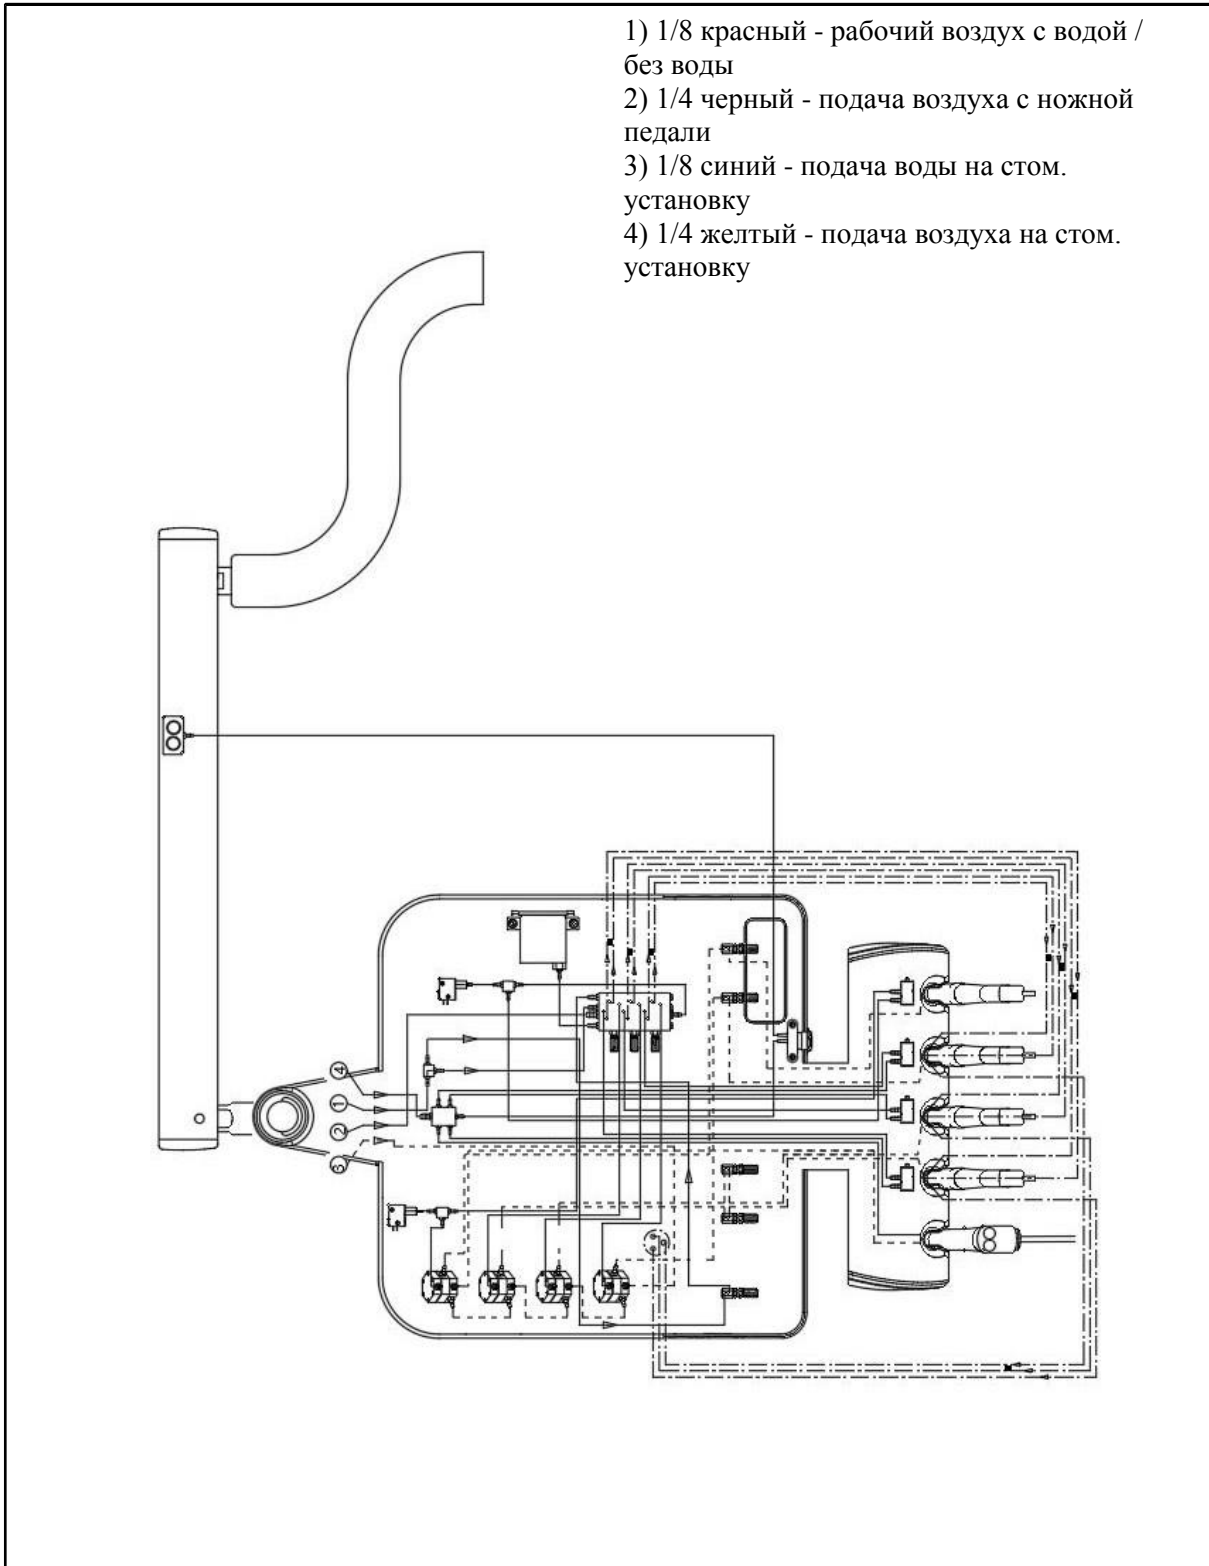 1) 1/8 красный - рабочий воздух с водой /
без воды
2) 1/4 черный - подача воздуха с ножной
педали
3) 1/8 синий - подача воды на стом.
установку
4) 1/4 желтый - подача воздуха на стом.
установку
4
1
2
3